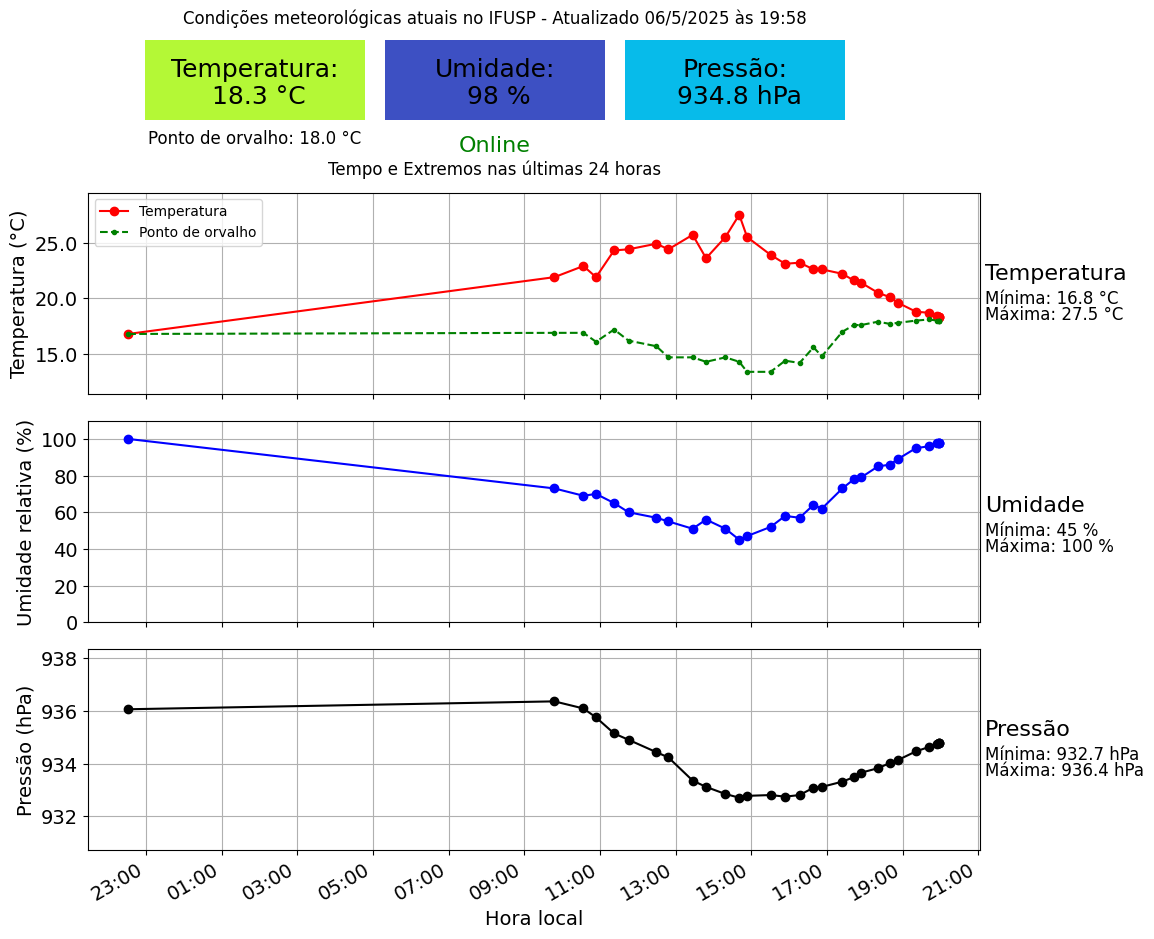 Condições meteorológicas atuais no IFUSP - Atualizado 06/5/2025 às 19:58
Temperatura:
18.3 °C
Umidade:
98 %
Pressão:
934.8 hPa
Ponto de orvalho: 18.0 °C
Online
Tempo e Extremos nas últimas 24 horas
Temperatura
Ponto de orvalho
Temperatura (°C)
25.0
20.0
15.0
Temperatura
Mínima: 16.8 °C
Máxima: 27.5 °C
Umidade relativa (%)
100
80
60
40
20
0
Umidade
Mínima: 45 %
Máxima: 100 %
Pressão (hPa)
938
936
934
932
Pressão
Mínima: 932.7 hPa
Máxima: 936.4 hPa
23:00 01:00 03:00 05:00 07:00 09:00 11:00 13:00 15:00 17:00 19:00 21:00
Hora local